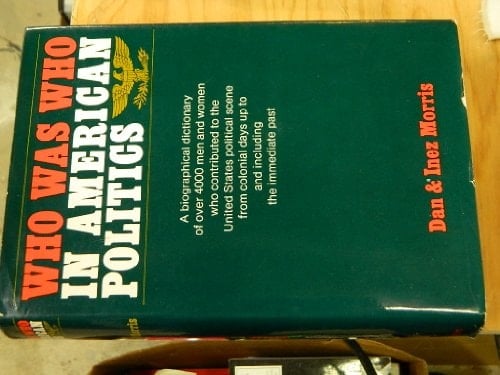 WHO WAS WHO
IN AMERICAN
POLITICS
A biographical dictionary
of over 4000 men and women
who contributed to the
United States political scene
from colonial days up to
and including
the immediate past
Dan & Inez Morris
Morris